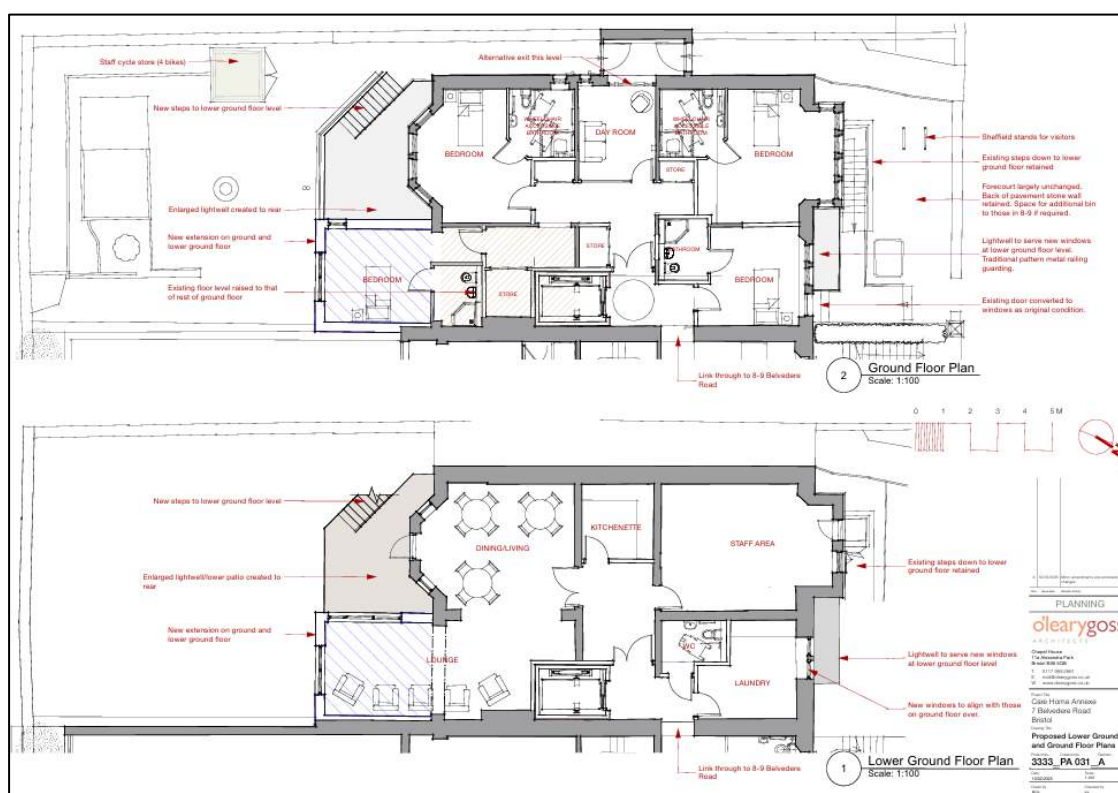 Staff cycle store (4 bikes)
New steps to lower ground floor level
Enlarged lightwell created to rear
New extension on ground and
lower ground floor
Existing floor level raised to that
of rest of ground floor
Alternative exit this level
BEDROOM
WHEELCHAIR
ACCESSIBLE
BATHROOM
DAY ROOM
WHEELCHAIR
ACCESSIBLE
BATHROOM
BEDROOM
STORE
STORE
BEDROOM
STORE
BEDROOM
Sheffield stands for visitors
Existing steps down to lower
ground floor retained
Forecourt largely unchanged.
Back of pavement stone wall
retained. Space for additional bin
to those in 8-9 if required.
Lightwell to serve new windows
at lower ground floor level.
Traditional pattern metal railing
guarding.
Existing door converted to
windows as original condition.
Link through to 8-9 Belvedere
Road
2
Ground Floor Plan
Scale: 1:100
0 1 2 3 4 5 M
New steps to lower ground floor level
Enlarged lightwell/lower patio created to
rear
New extension on ground and
lower ground floor
DINING/LIVING
KITCHENETTE
STAFF AREA
LOUNGE
WC
LAUNDRY
Existing steps down to lower
ground floor retained
Lightwell to serve new windows
at lower ground floor level
New windows to align with those
on ground floor over.
Link through to 8-9 Belvedere
Road
1
Lower Ground Floor Plan
Scale: 1:100
PLANNING
o'learygoss
ARCHITECTS
Chapel House
Care Home Annexe
7 Belvedere Road
Bristol
Proposed Lower Ground
and Ground Floor Plans
3333_PA 031_A